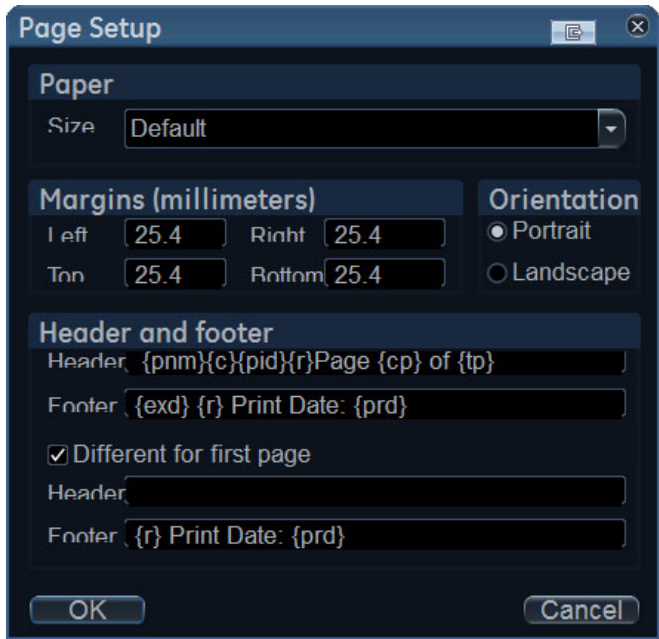 Page Setup
Paper
Size Default
Margins (millimeters)
Left 25.4 Right 25.4
Top 25.4 Bottom 25.4
Orientation
Portrait
Landscape
Header and footer
Header {pnm}{c}{pid}{r}Page {cp} of {tp}
Footer {exd} {r} Print Date: {prd}
Different for first page
Header
Footer {r} Print Date: {prd}
OK Cancel